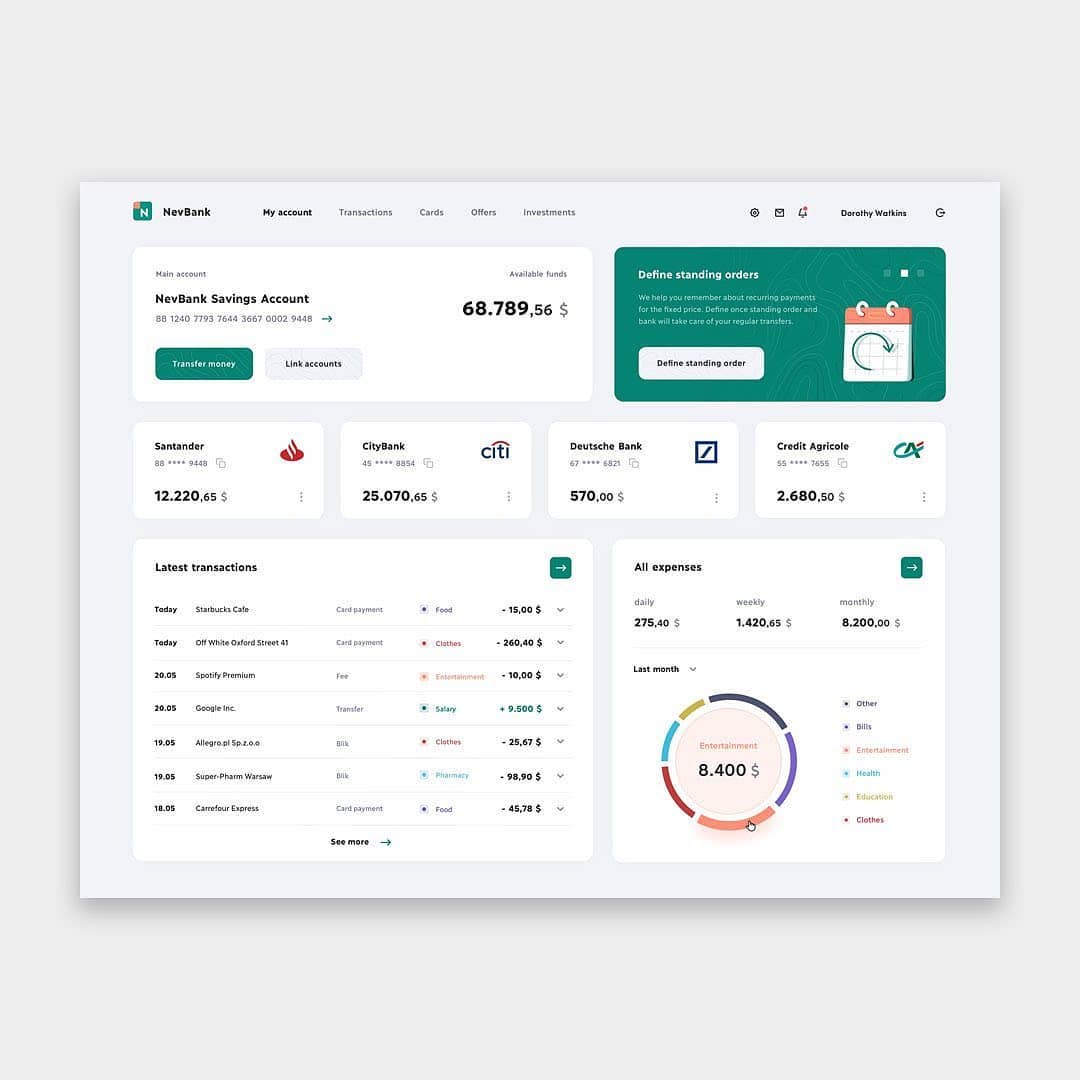 N NevBank My account Transactions Cards Offers Investments Dorothy Watkins
Main account Available funds
NevBank Savings Account 68.789,56 $
88 1240 7793 7644 3667 0002 9448
Transfer money Link accounts
Define standing orders
We help you remember about recurring payments
for the fixed price. Define once standing order and
bank will take care of your regular transfers.
Define standing order
Santander
88 **** 9448
12.220,65 $
CityBank citi
45 **** 8854
25.070,65 $
Deutsche Bank
67 **** 6821
570,00 $
Credit Agricole CA
55 **** 7655
2.680,50 $
Latest transactions
Today Starbucks Cafe Card payment Food - 15,00 $
Today Off White Oxford Street 41 Card payment Clothes - 260,40 $
20.05 Spotify Premium Fee Entertainment - 10,00 $
20.05 Google Inc. Transfer Salary + 9.500 $
19.05 Allegro.pl Sp.z.o.o Blik Clothes - 25,67 $
19.05 Super-Pharm Warsaw Blik Pharmacy - 98,90 $
18.05 Carrefour Express Card payment Food - 45,78 $
See more
All expenses
daily weekly monthly
275,40 $ 1.420,65 $ 8.200,00 $
Last month
Entertainment
8.400 $
Other
Bills
Entertainment
Health
Education
Clothes